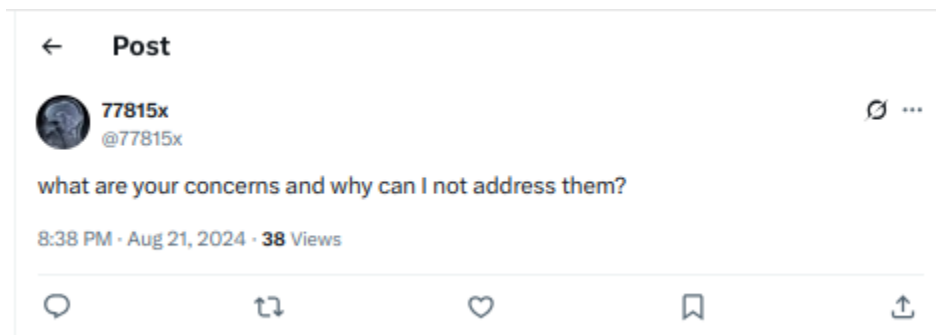 Post
77815x
@77815x
what are your concerns and why can I not address them?
8:38 PM · Aug 21, 2024 · 38 Views